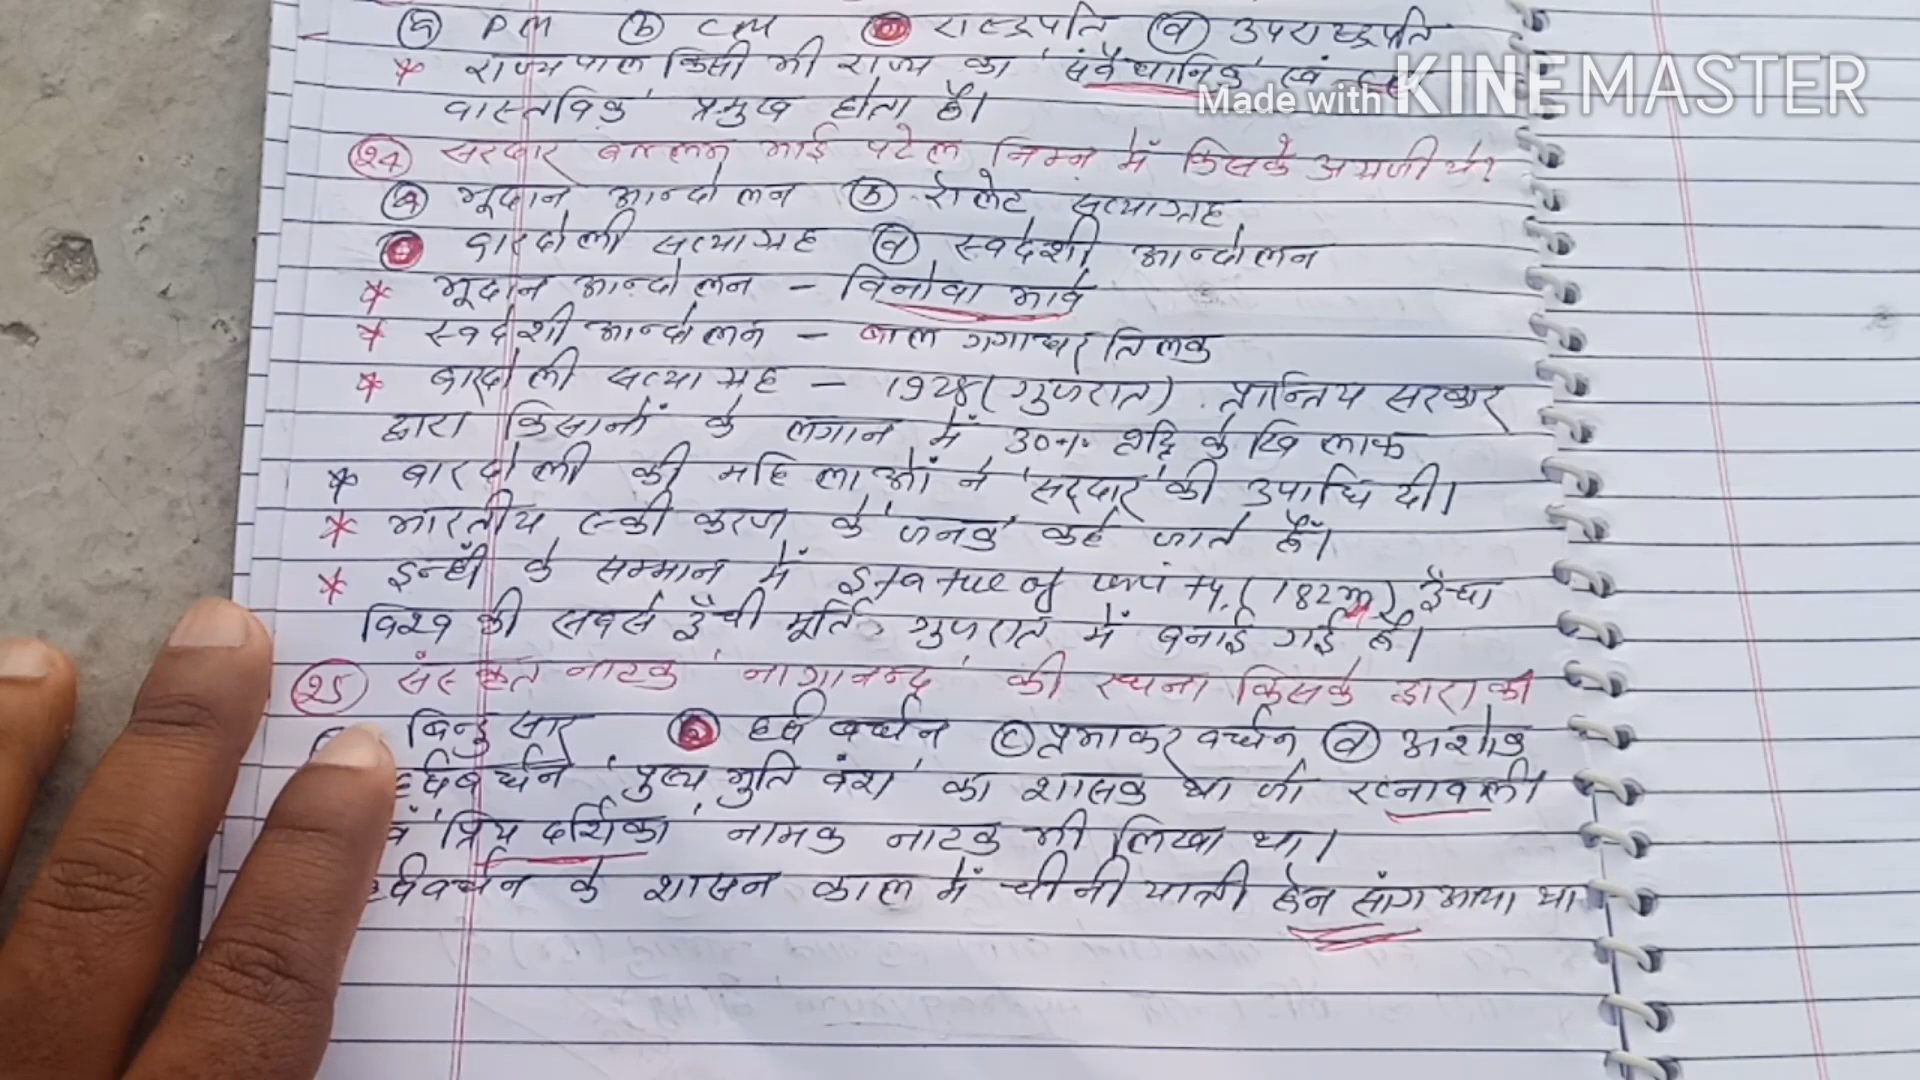 ⓐ PM ⓑ CM ⓒ राष्ट्रपति ⓓ उपराष्ट्रपति
* राज्यपाल किसी भी राज्य का संवैधानिक एवं
Made with KINEMASTER
वास्तविक प्रमुख होता है।
24 सरदार बल्लभ भाई पटेल निम्न में किसके अग्रणी थे?
ⓐ भूदान आन्दोलन ⓑ रौलेट सत्याग्रह
बारदोली सत्याग्रह ⓓ स्वदेशी आन्दोलन
* भूदान आन्दोलन - विनोवा भावे
* स्वदेशी आन्दोलन - बाल गंगाधर तिलक
* बारदोली सत्याग्रह - 1928 (गुजरात) प्रान्तिय सरकार
द्वारा किसानों के लगान में 30% वृद्धि के खिलाफ
* बारदोली की महिलाओं ने 'सरदार' की उपाधि दी।
* भारतीय एकीकरण के जनक कहे जाते हैं।
* इन्हीं के सम्मान में Statue of unity, (182m) ऊँचा
विश्व की सबसे ऊँची मूर्ति गुजरात में बनाई गई है।
25 संस्कृत नाटक 'नागानन्द' की रचना किसके द्वारा की
बिन्दुसार ⓑ हर्षवर्धन ⓒ प्रभाकरवर्धन ⓓ अशोक
हर्षवर्धन 'पुष्यभुति वंश' का शासक था जो रत्नावली
'प्रियदर्शिका' नामक नाटक भी लिखा था।
हर्षवर्धन के शासन काल में चीनी यात्री ह्वेन सांग आया था